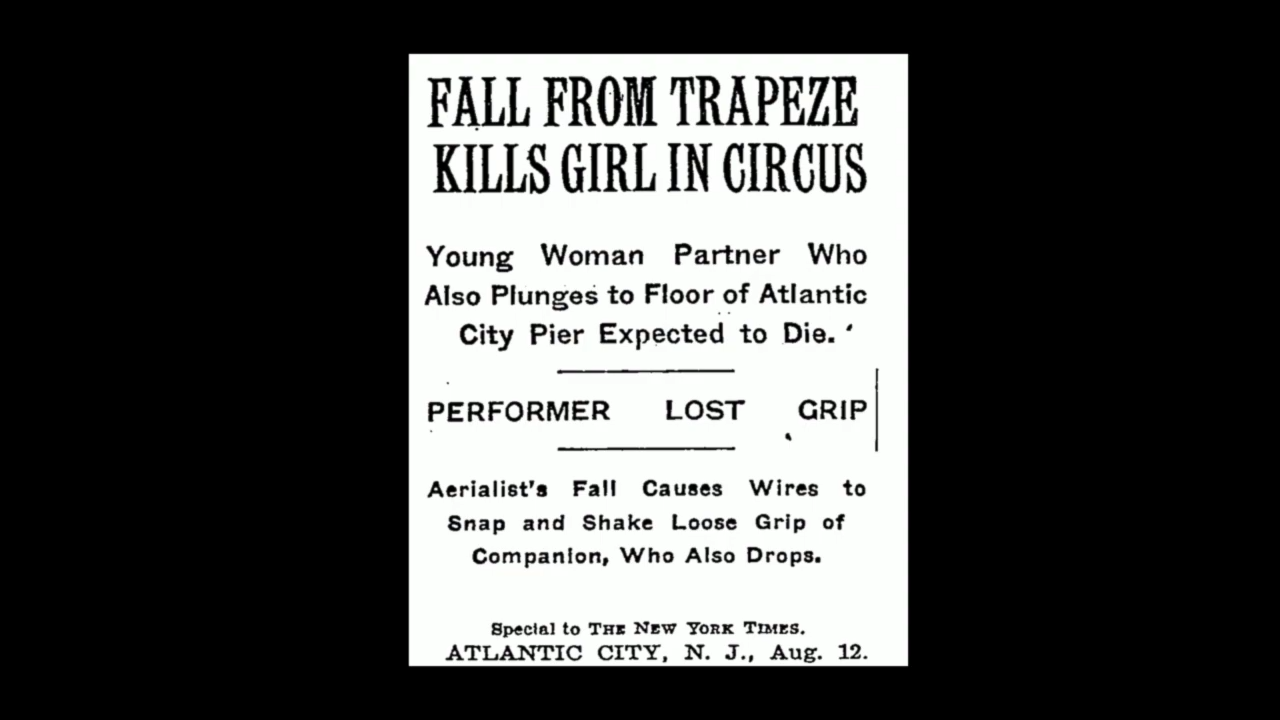 FALL FROM TRAPEZE
KILLS GIRL IN CIRCUS
Young Woman Partner Who
Also Plunges to Floor of Atlantic
City Pier Expected to Die.
PERFORMER LOST GRIP
Aerialist's Fall Causes Wires to
Snap and Shake Loose Grip of
Companion, Who Also Drops.
Special to THE NEW YORK TIMES.
ATLANTIC CITY, N. J., Aug. 12.